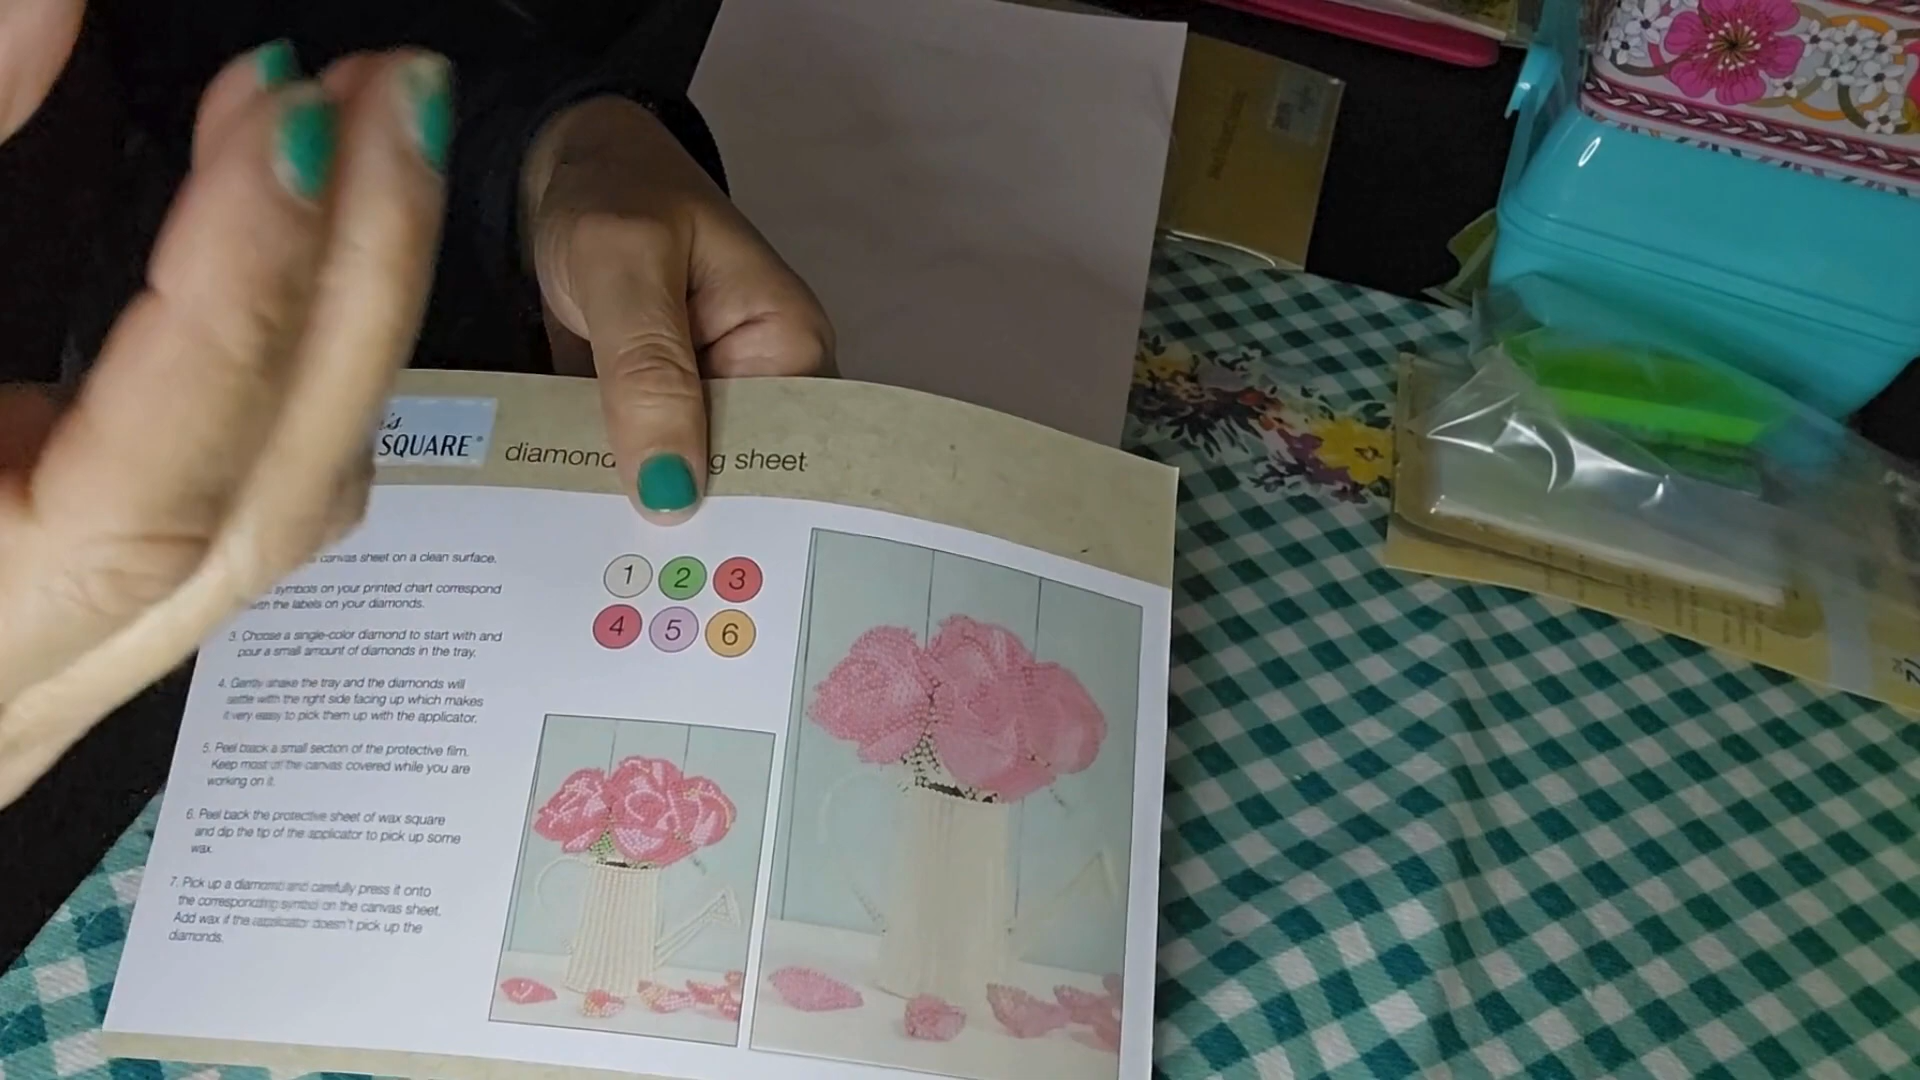 's
SQUARE®
diamond g sheet
canvas sheet on a clean surface.
symbols on your printed chart correspond
with the labels on your diamonds.
3. Choose a single-color diamond to start with and
pour a small amount of diamonds in the tray.
4. Gently shake the tray and the diamonds will
settle with the right side facing up which makes
it very easy to pick them up with the applicator.
5. Peel back a small section of the protective film.
Keep most of the canvas covered while you are
working on it.
6. Peel back the protective sheet of wax square
and dip the tip of the applicator to pick up some
wax.
7. Pick up a diamond and carefully press it onto
the corresponding symbol on the canvas sheet.
Add wax if the applicator doesn't pick up the
diamonds.
1 2 3
4 5 6